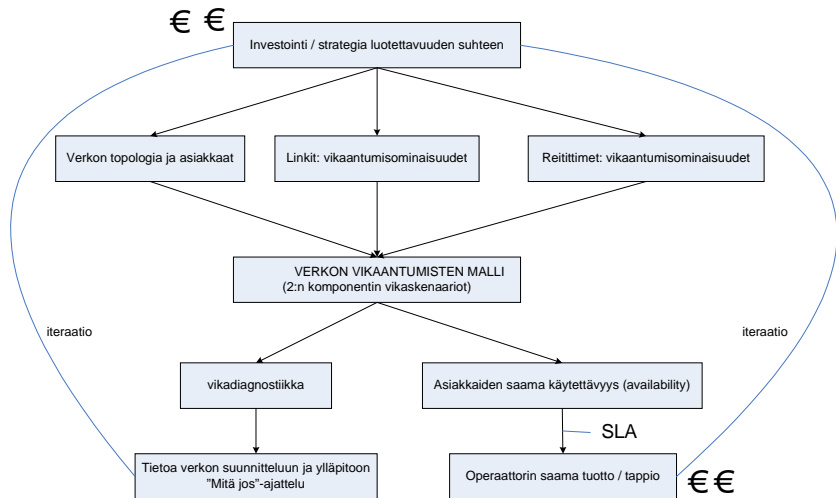 € €
Investointi / strategia luotettavuuden suhteen
Verkon topologia ja asiakkaat
Linkit: vikaantumisominaisuudet
Reitittimet: vikaantumisominaisuudet
VERKON VIKAANTUMISTEN MALLI
(2:n komponentin vikaskenaariot)
iteraatio
iteraatio
vikadiagnostiikka
Asiakkaiden saama käytettävyys (availability)
SLA
Tietoa verkon suunnitteluun ja ylläpitoon
”Mitä jos”-ajattelu
Operaattorin saama tuotto / tappio
€€